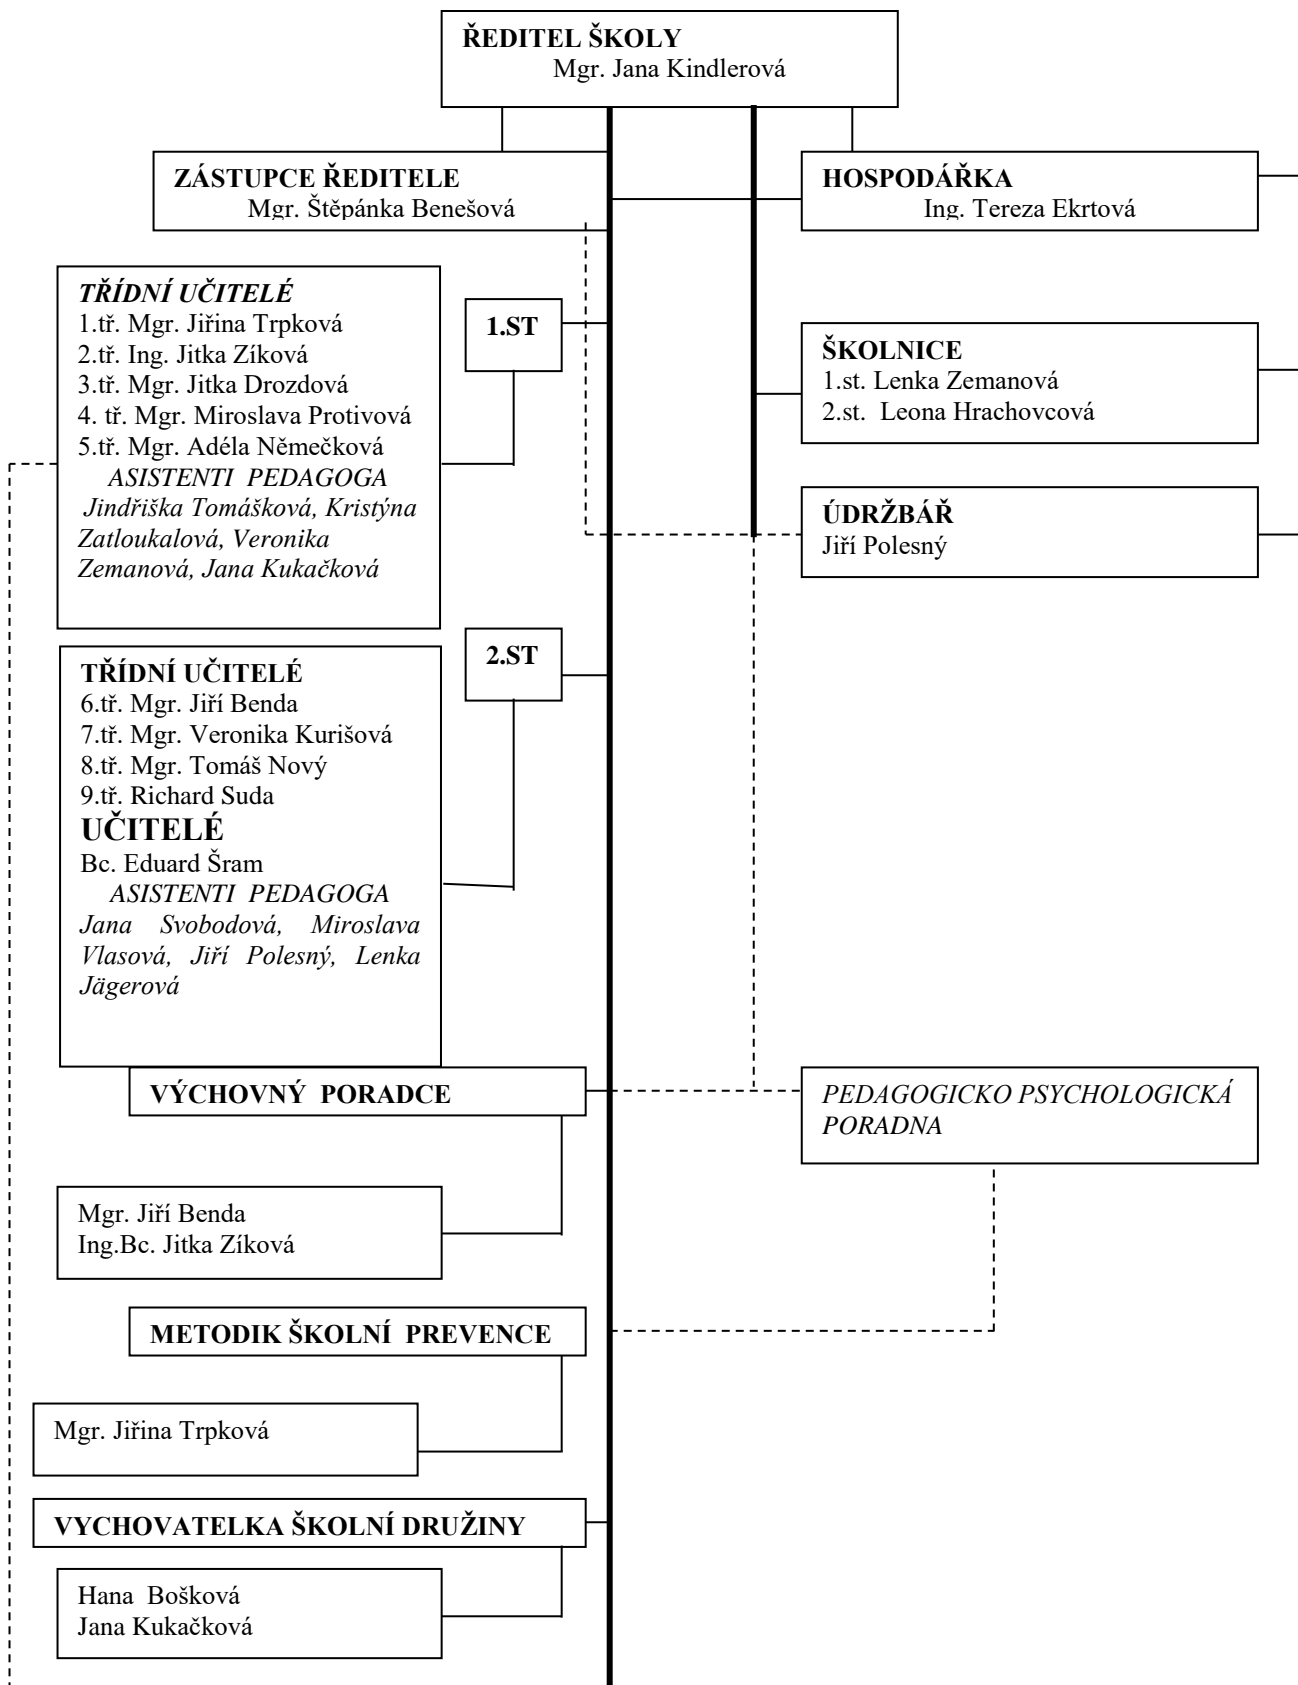 ŘEDITEL ŠKOLY
Mgr. Jana Kindlerová
ZÁSTUPCE ŘEDITELE
Mgr. Štěpánka Benešová
HOSPODÁŘKA
Ing. Tereza Ekrtová
TŘÍDNÍ UČITELÉ
1.tř. Mgr. Jiřina Trpková
2.tř. Ing. Jitka Zíková
3.tř. Mgr. Jitka Drozdová
4. tř. Mgr. Miroslava Protivová
5.tř. Mgr. Adéla Němečková
ASISTENTI PEDAGOGA
Jindřiška Tomášková, Kristýna
Zatloukalová, Veronika
Zemanová, Jana Kukačková
1.ST
ŠKOLNICE
1.st. Lenka Zemanová
2.st. Leona Hrachovcová
ÚDRŽBÁŘ
Jiří Polesný
2.ST
TŘÍDNÍ UČITELÉ
6.tř. Mgr. Jiří Benda
7.tř. Mgr. Veronika Kurišová
8.tř. Mgr. Tomáš Nový
9.tř. Richard Suda
UČITELÉ
Bc. Eduard Šram
ASISTENTI PEDAGOGA
Jana Svobodová, Miroslava
Vlasová, Jiří Polesný, Lenka
Jägerová
VÝCHOVNÝ PORADCE
PEDAGOGICKO PSYCHOLOGICKÁ
PORADNA
Mgr. Jiří Benda
Ing.Bc. Jitka Zíková
METODIK ŠKOLNÍ PREVENCE
Mgr. Jiřina Trpková
VYCHOVATELKA ŠKOLNÍ DRUŽINY
Hana Bošková
Jana Kukačková